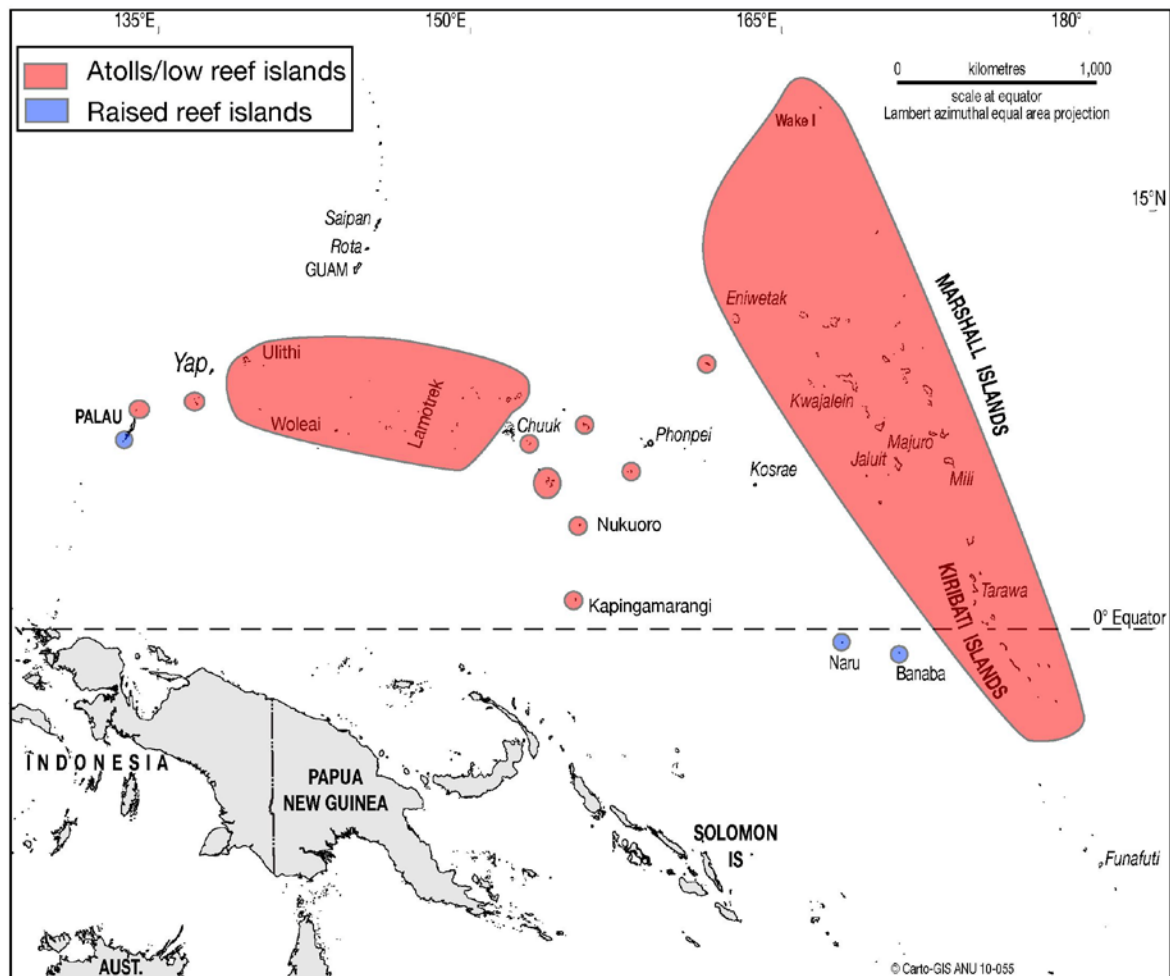 135°E
150°E
165°E
180°
Atolls/low reef islands
Raised reef islands
0 kilometres 1,000
scale at equator
Lambert azimuthal equal area projection
Wake I
15°N
Saipan
Rota
GUAM
MARSHALL ISLANDS
Eniwetak
Ulithi
Yap
PALAU
Woleai
Lamotrek
Chuuk
Phonpei
Kwajalein
Majuro
Jaluit
Mili
Kosrae
Nukuoro
Kapingamarangi
KIRIBATI ISLANDS
Tarawa
0° Equator
Naru
Banaba
INDONESIA
PAPUA
NEW GUINEA
SOLOMON
IS
Funafuti
AUST.
© Carto-GIS ANU 10-055